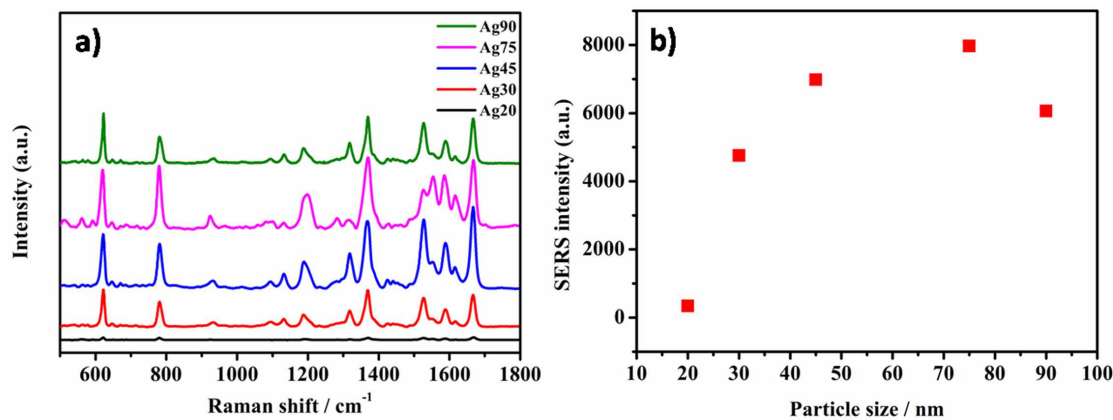 a)
Ag90
Ag75
Ag45
Ag30
Ag20
Intensity (a.u.)
600 800 1000 1200 1400 1600 1800
Raman shift / cm⁻¹
b)
8000
6000
4000
2000
0
SERS intensity (a.u.)
10 20 30 40 50 60 70 80 90 100
Particle size / nm